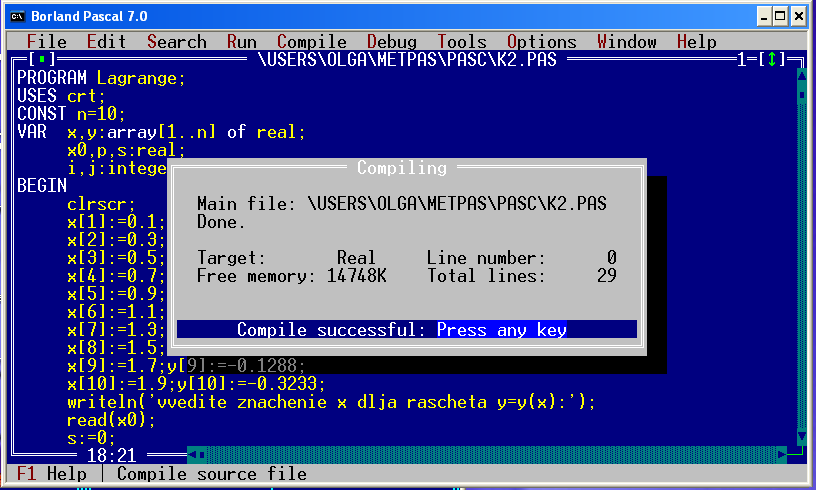 Borland Pascal 7.0
File Edit Search Run Compile Debug Tools Options Window Help
\USERS\OLGA\METPAS\PASC\K2.PAS 1=[↕]
PROGRAM Lagrange;
USES crt;
CONST n=10;
VAR x,y:array[1..n] of real;
x0,p,s:real;
i,j:intege
BEGIN
clrscr;
x[1]:=0.1;
x[2]:=0.3;
x[3]:=0.5;
x[4]:=0.7;
x[5]:=0.9;
x[6]:=1.1;
x[7]:=1.3;
x[8]:=1.5;
x[9]:=1.7;y[9]:=-0.1288;
x[10]:=1.9;y[10]:=-0.3233;
writeln('vvedite znachenie x dlja rascheta y=y(x):');
read(x0);
s:=0;
Compiling
Main file: \USERS\OLGA\METPAS\PASC\K2.PAS
Done.
Target: Real Line number: 0
Free memory: 14748K Total lines: 29
Compile successful: Press any key
18:21
F1 Help | Compile source file